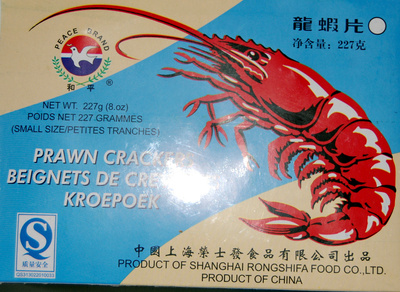 PEACE BRAND
和 平
®
龍 蝦 片
净含量: 227克
NET WT. 227g (8.oz)
POIDS NET 227 GRAMMES
(SMALL SIZE/PETITES TRANCHES)
PRAWN CRACKERS
BEIGNETS DE
KROEPOEK
S
质量安全
中國上海榮士發食品有限公司出品
PRODUCT OF SHANGHAI RONGSHIFA FOOD CO.,LTD.
PRODUCT OF CHINA